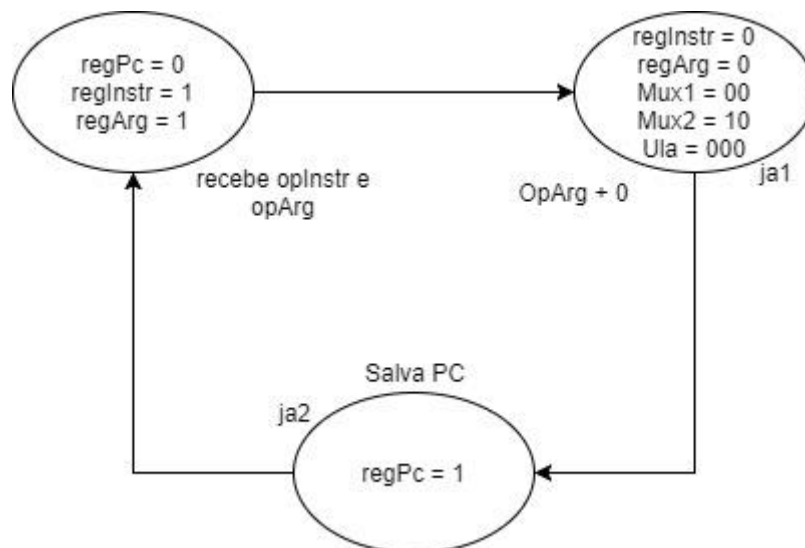 regPc = 0
regInstr = 1
regArg = 1
recebe opInstr e
opArg
regInstr = 0
regArg = 0
Mux1 = 00
Mux2 = 10
Ula = 000
ja1
OpArg + 0
Salva PC
ja2
regPc = 1